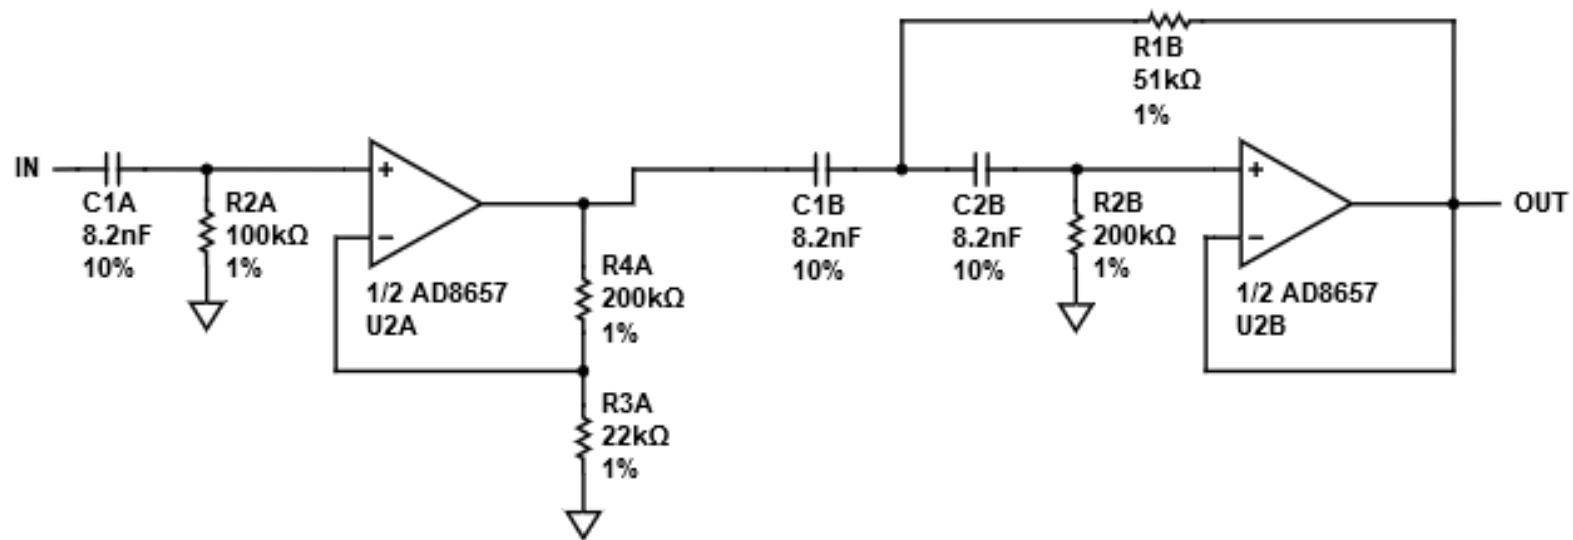 R1B
51kΩ
1%
IN
+
+
C1A
8.2nF
10%
R2A
100kΩ
1%
−
1/2 AD8657
U2A
R4A
200kΩ
1%
R3A
22kΩ
1%
C1B
8.2nF
10%
C2B
8.2nF
10%
R2B
200kΩ
1%
−
1/2 AD8657
U2B
OUT